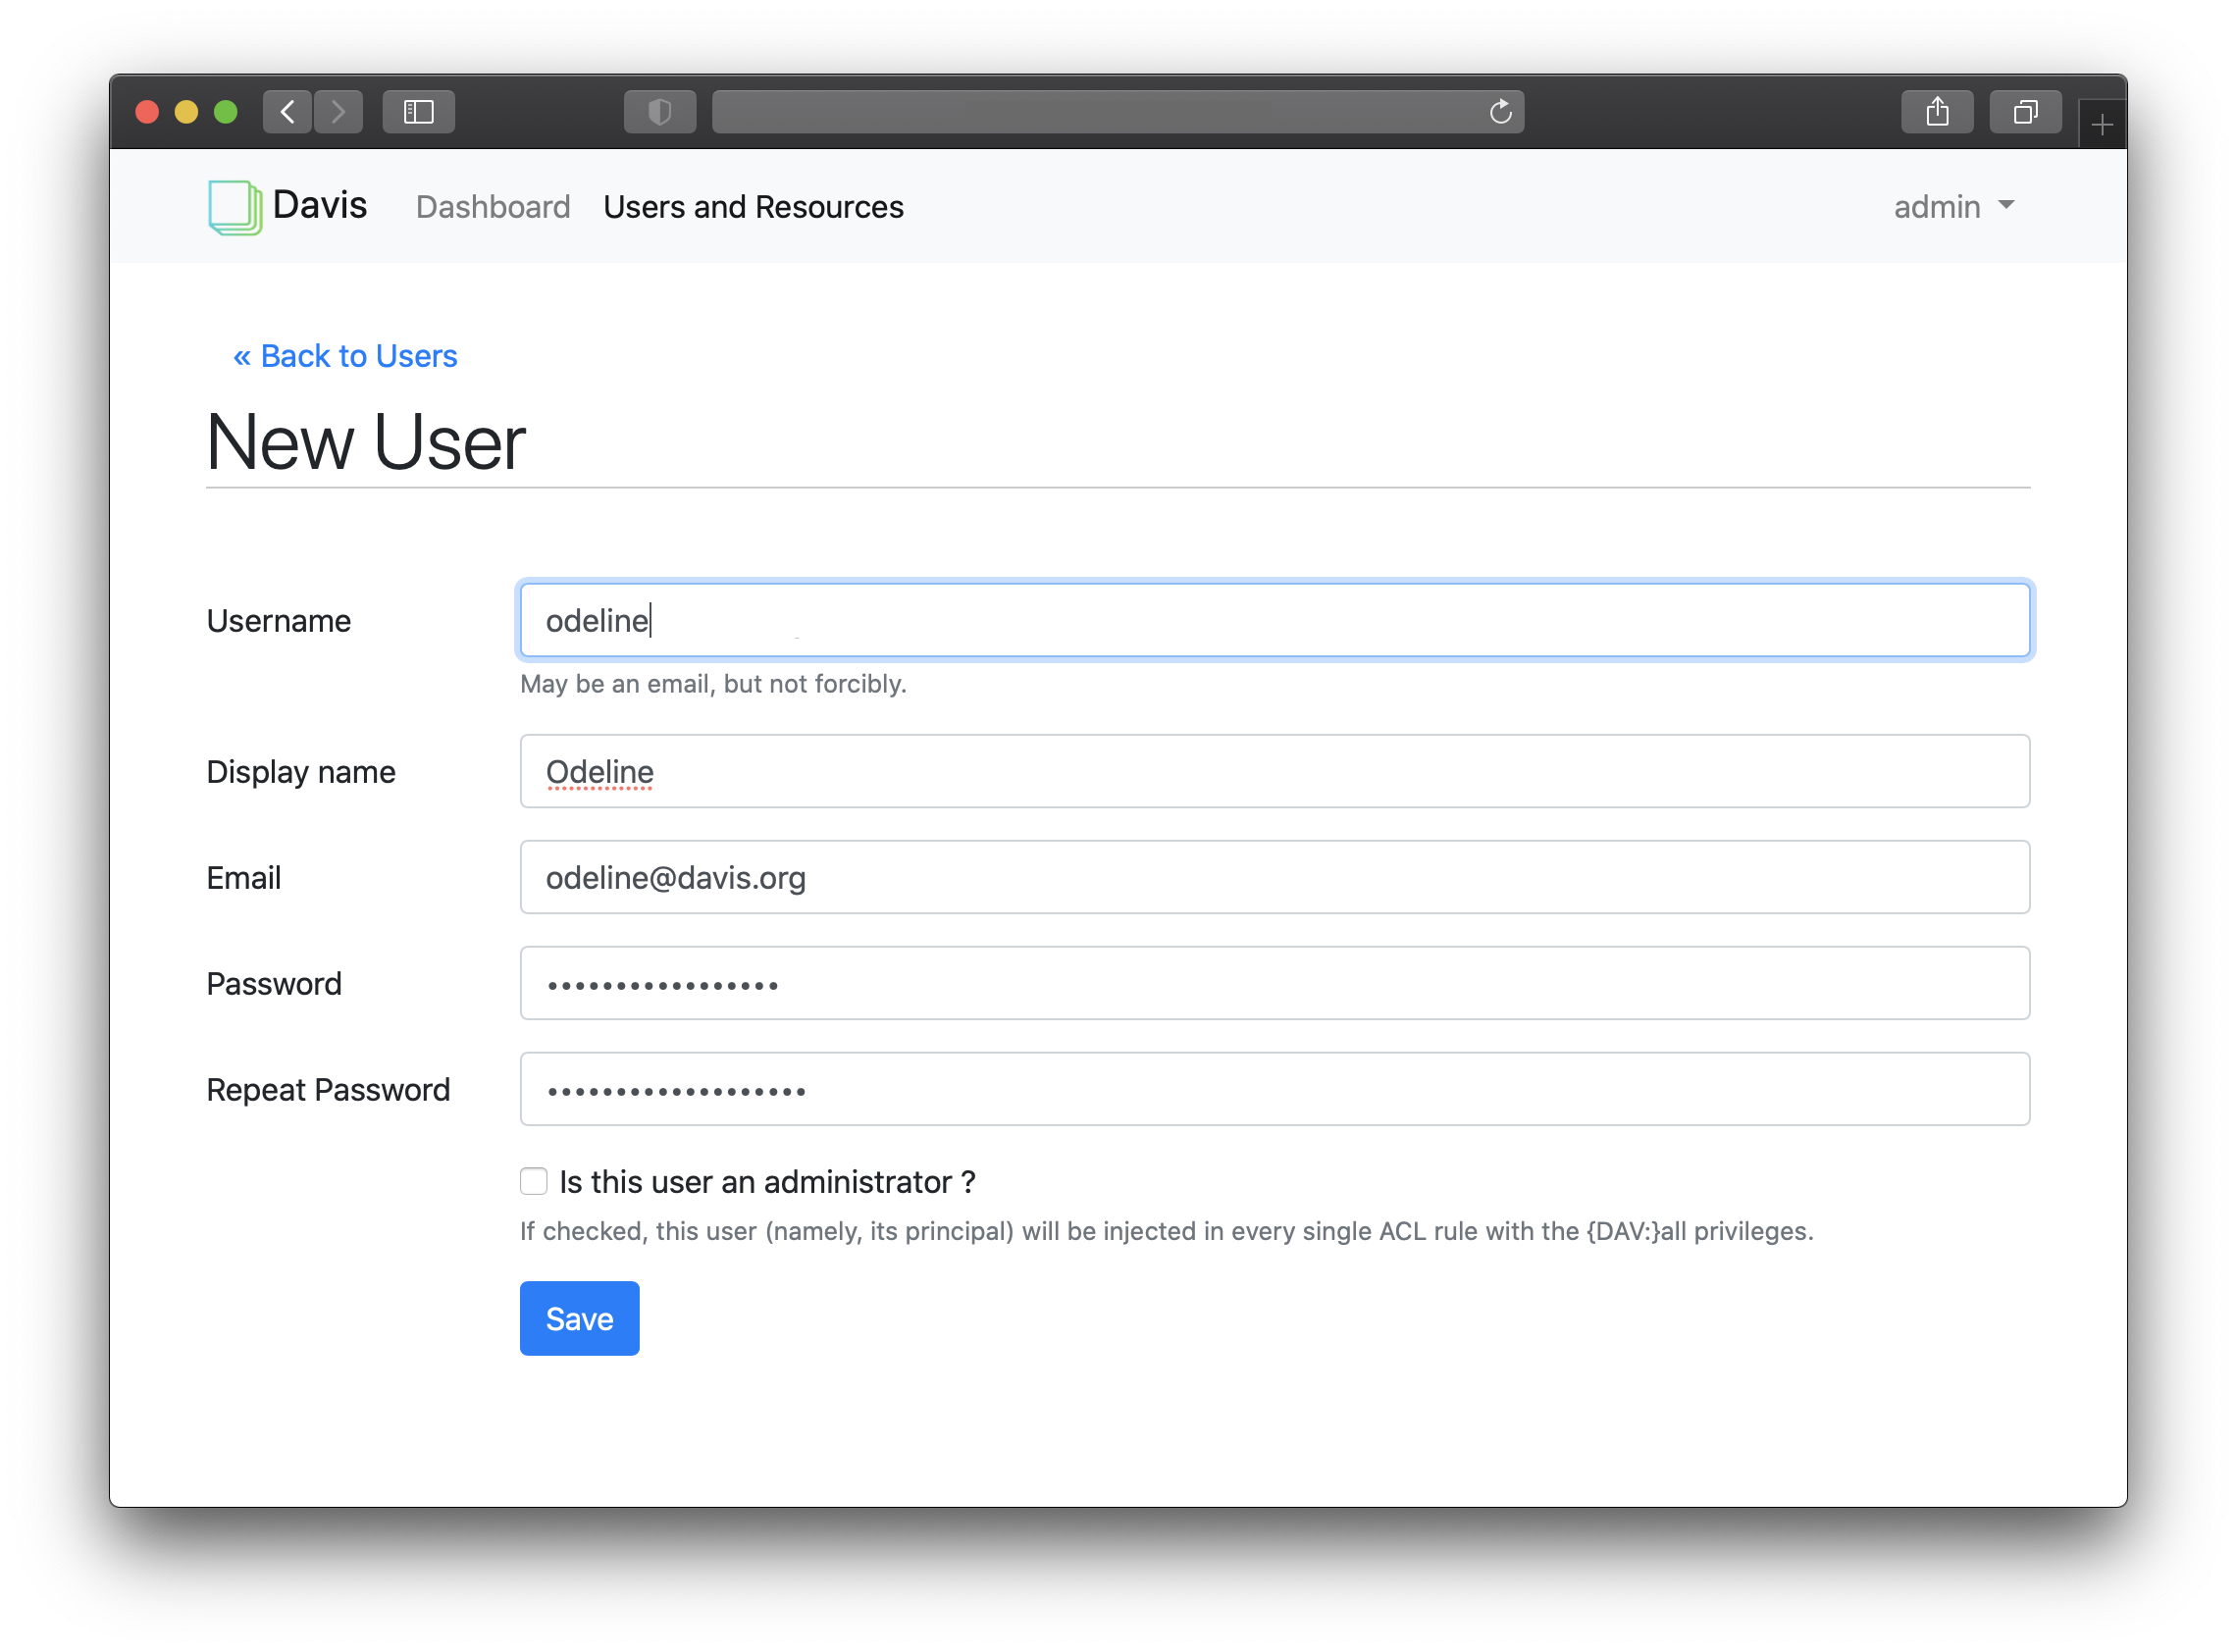 Davis Dashboard Users and Resources admin
« Back to Users
New User
Username odeline
May be an email, but not forcibly.
Display name Odeline
Email odeline@davis.org
Password •••••••••••••••••
Repeat Password •••••••••••••••••••
Is this user an administrator ?
If checked, this user (namely, its principal) will be injected in every single ACL rule with the {DAV:}all privileges.
Save